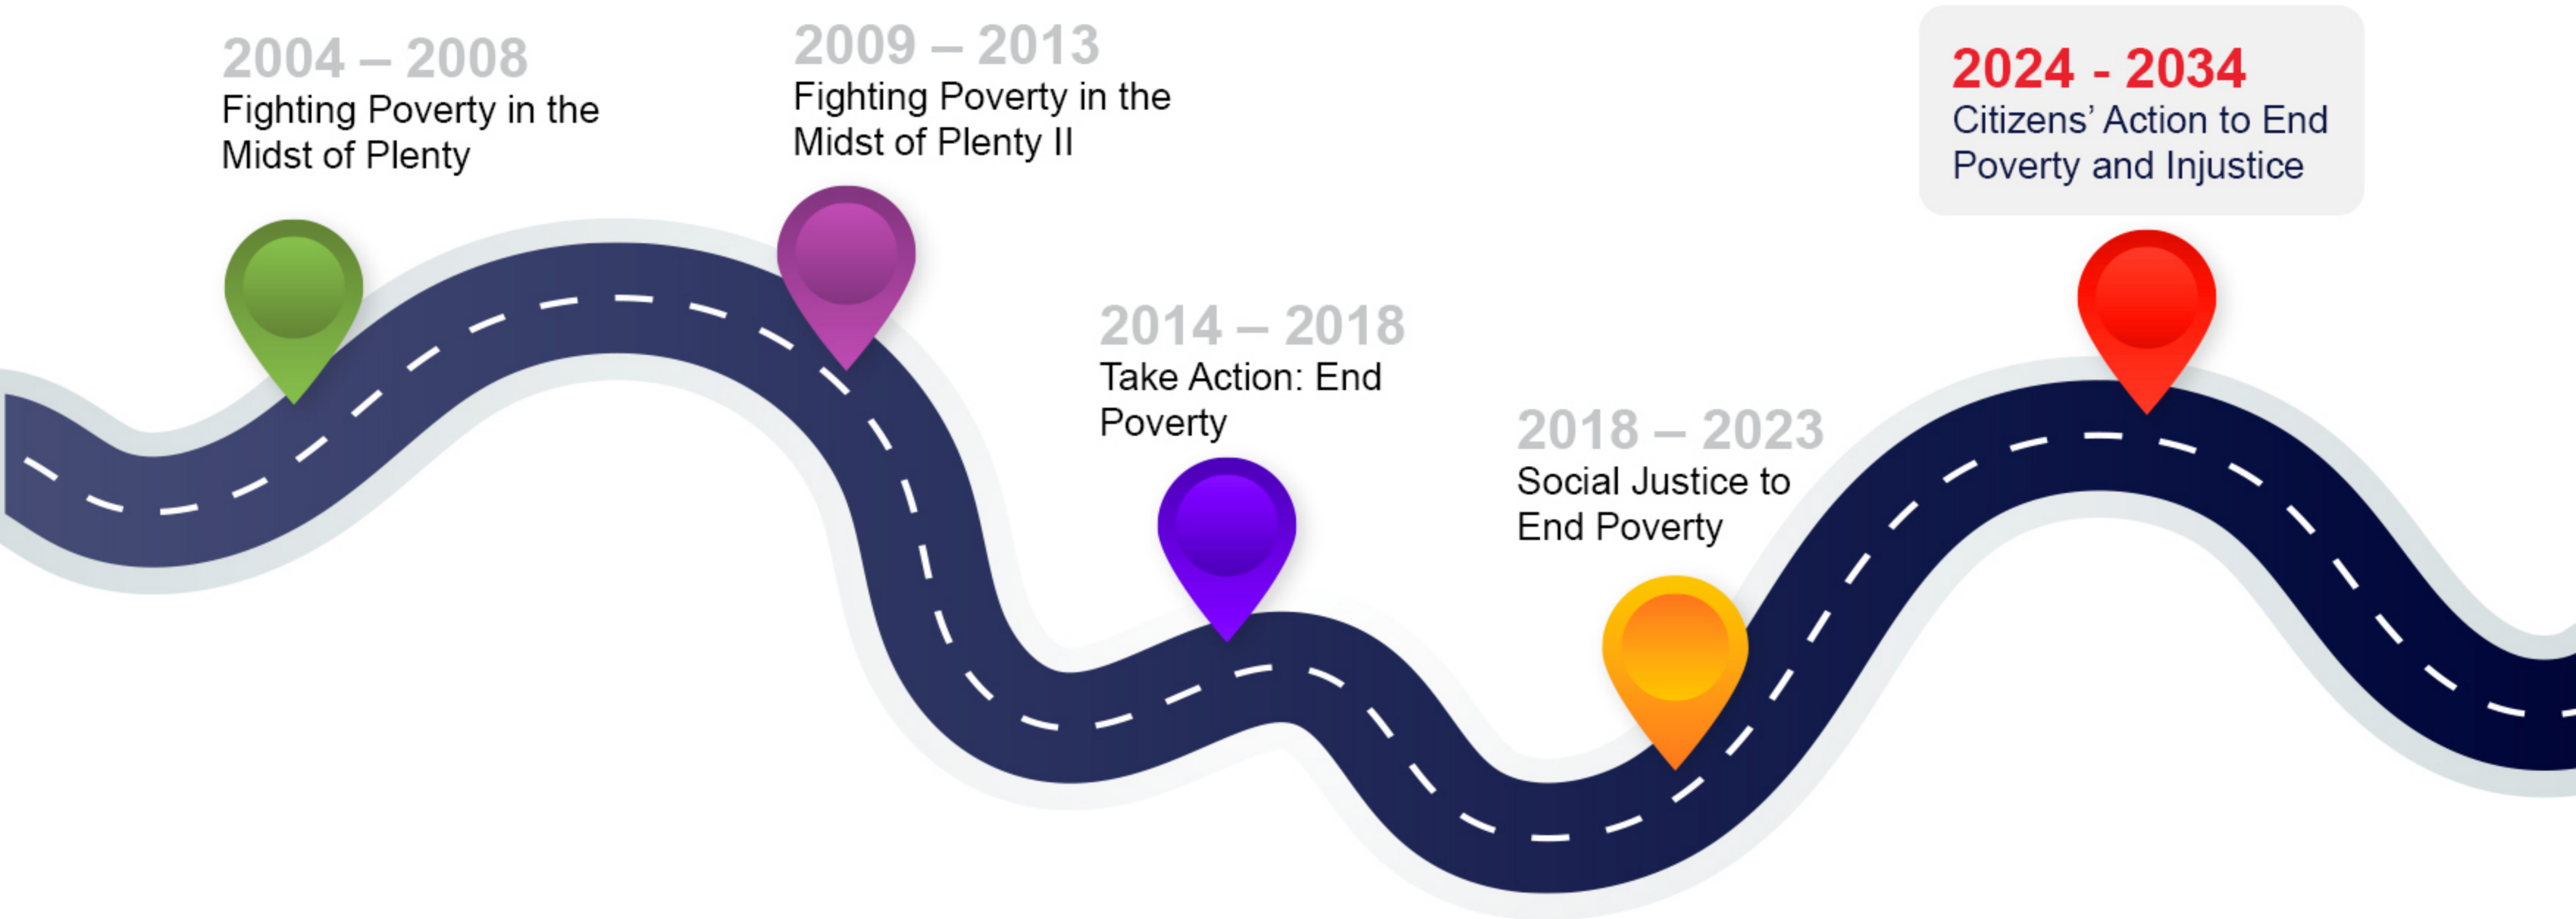 2004 – 2008
Fighting Poverty in the
Midst of Plenty
2009 – 2013
Fighting Poverty in the
Midst of Plenty II
2014 – 2018
Take Action: End
Poverty
2018 – 2023
Social Justice to
End Poverty
2024 - 2034
Citizens’ Action to End
Poverty and Injustice